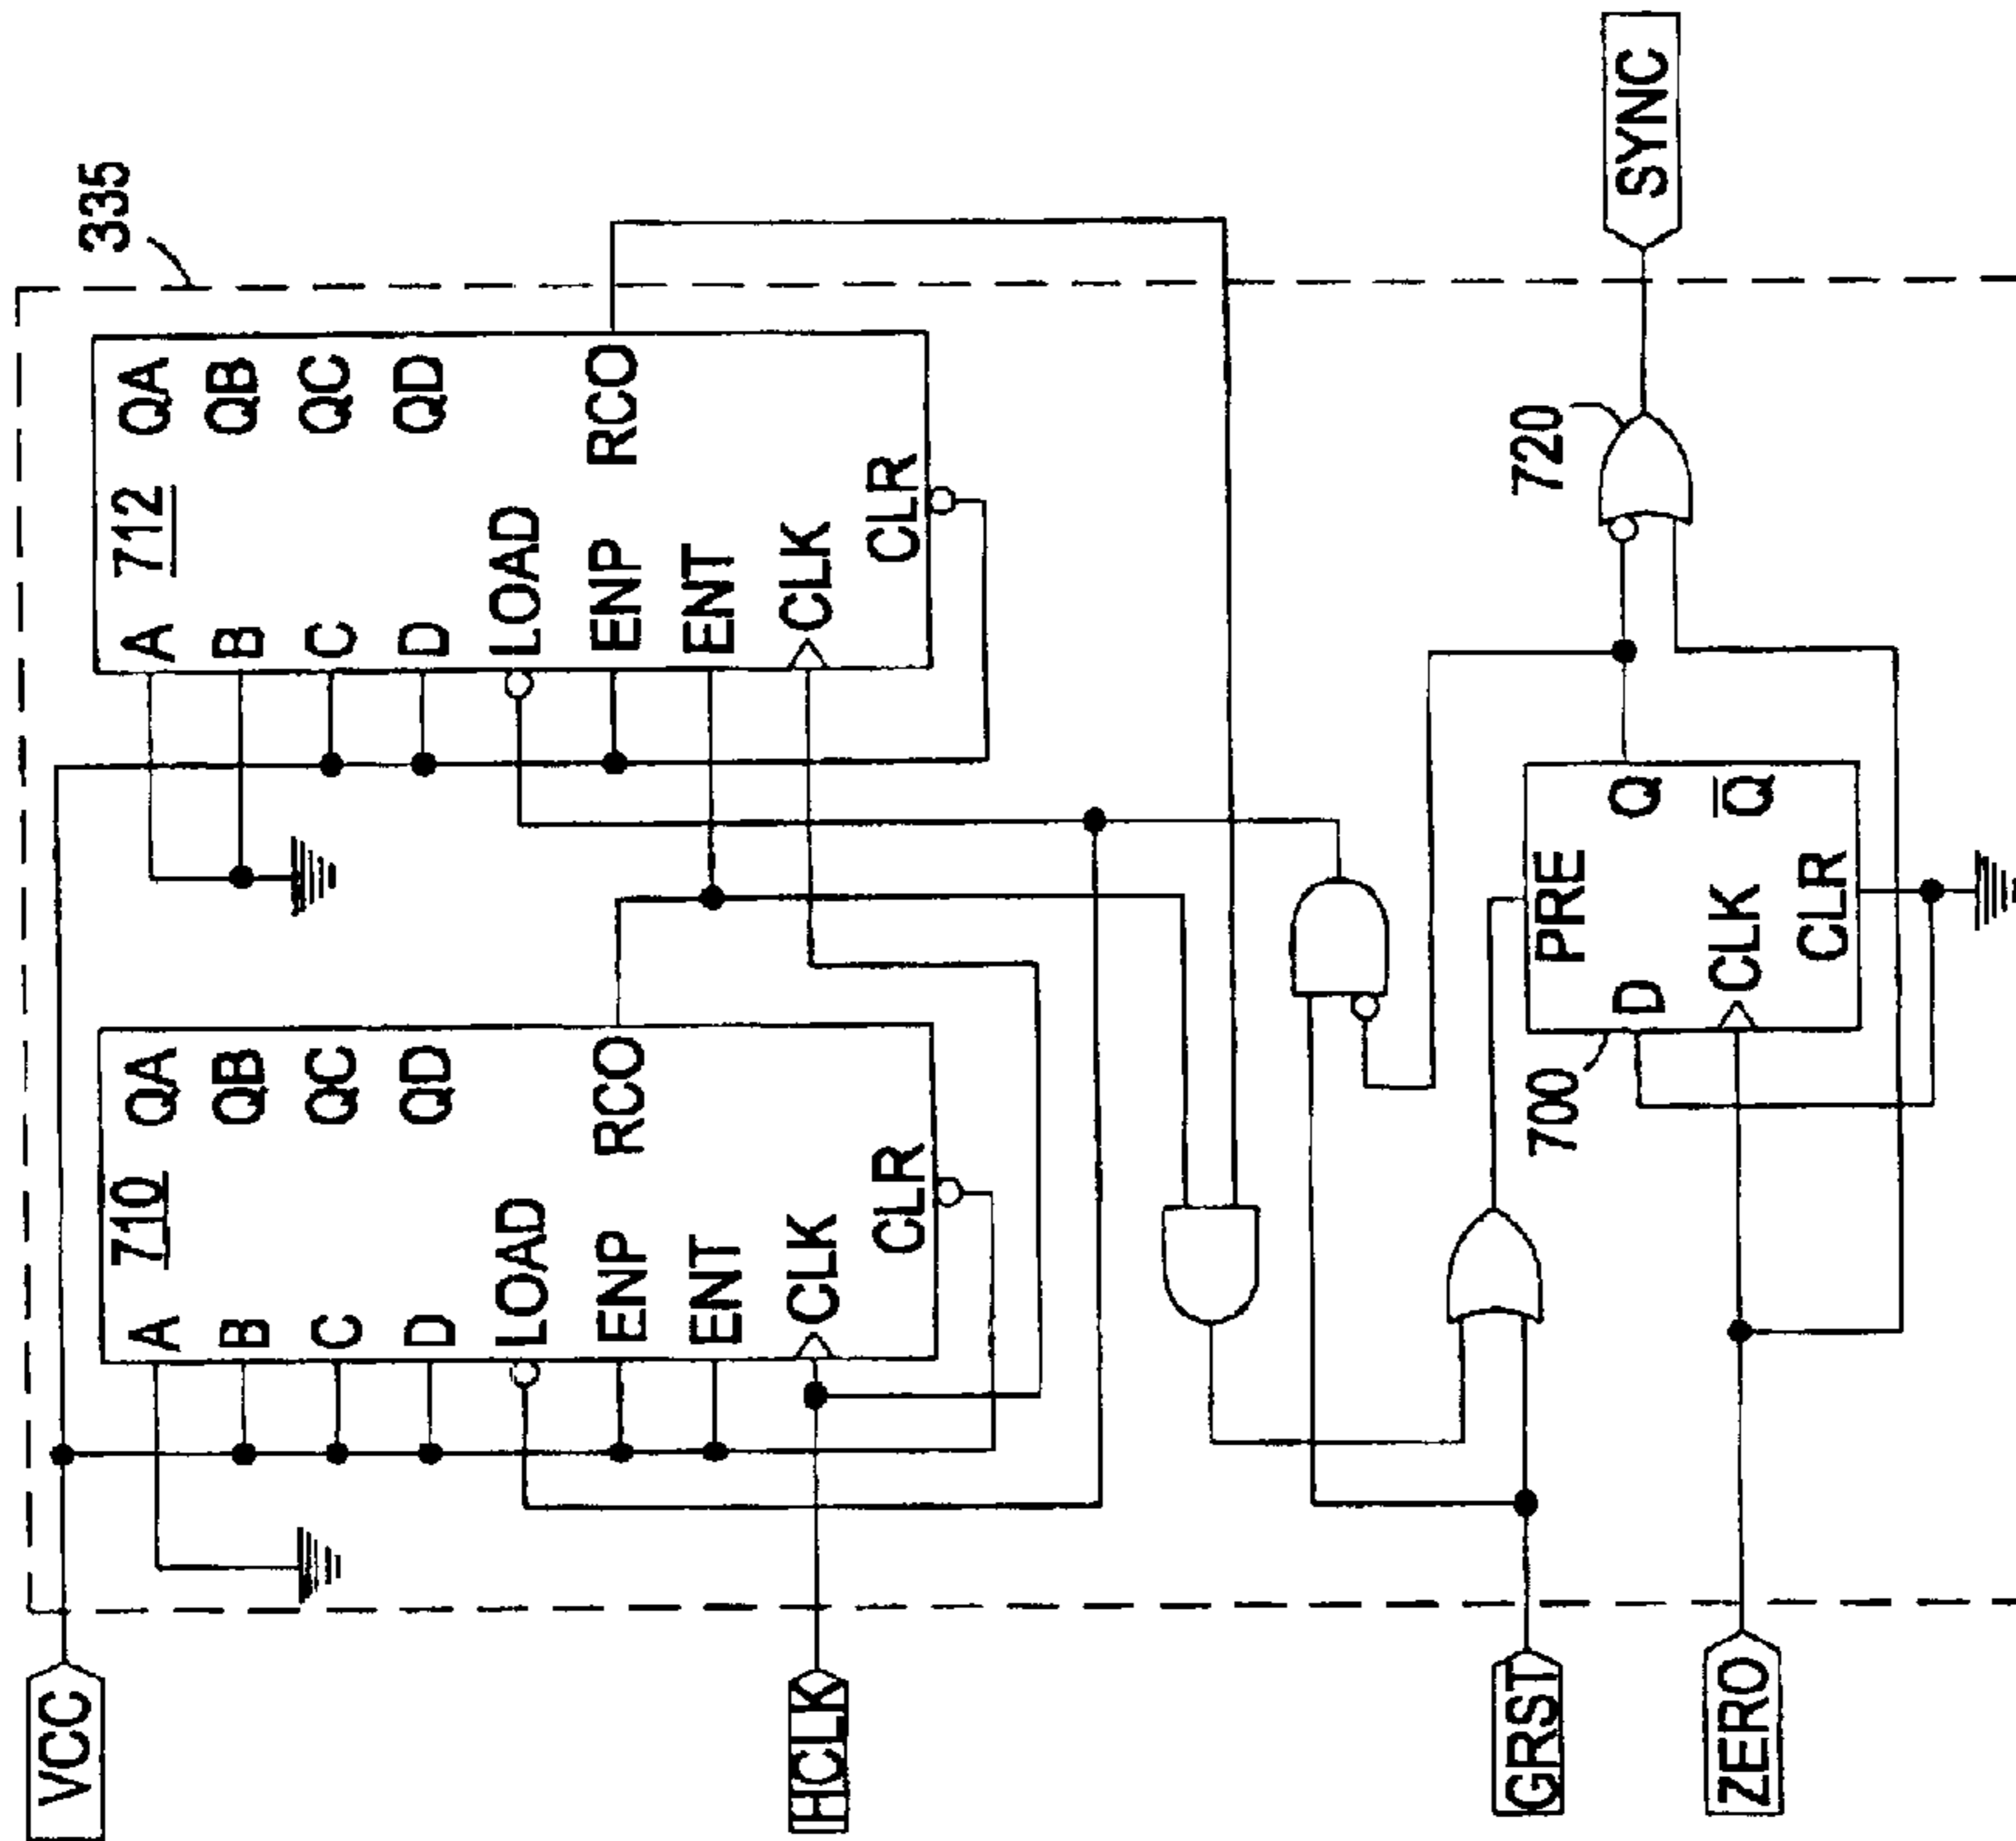 335
VCC
HCLK
GRST
ZERO
SYNC
710
A QA
B QB
C QC
D QD
LOAD
ENP RCO
ENT
CLK
CLR
712
A QA
B QB
C QC
D QD
LOAD
ENP RCO
ENT
CLK
CLR
700
PRE
D Q
CLK Q̅
CLR
720